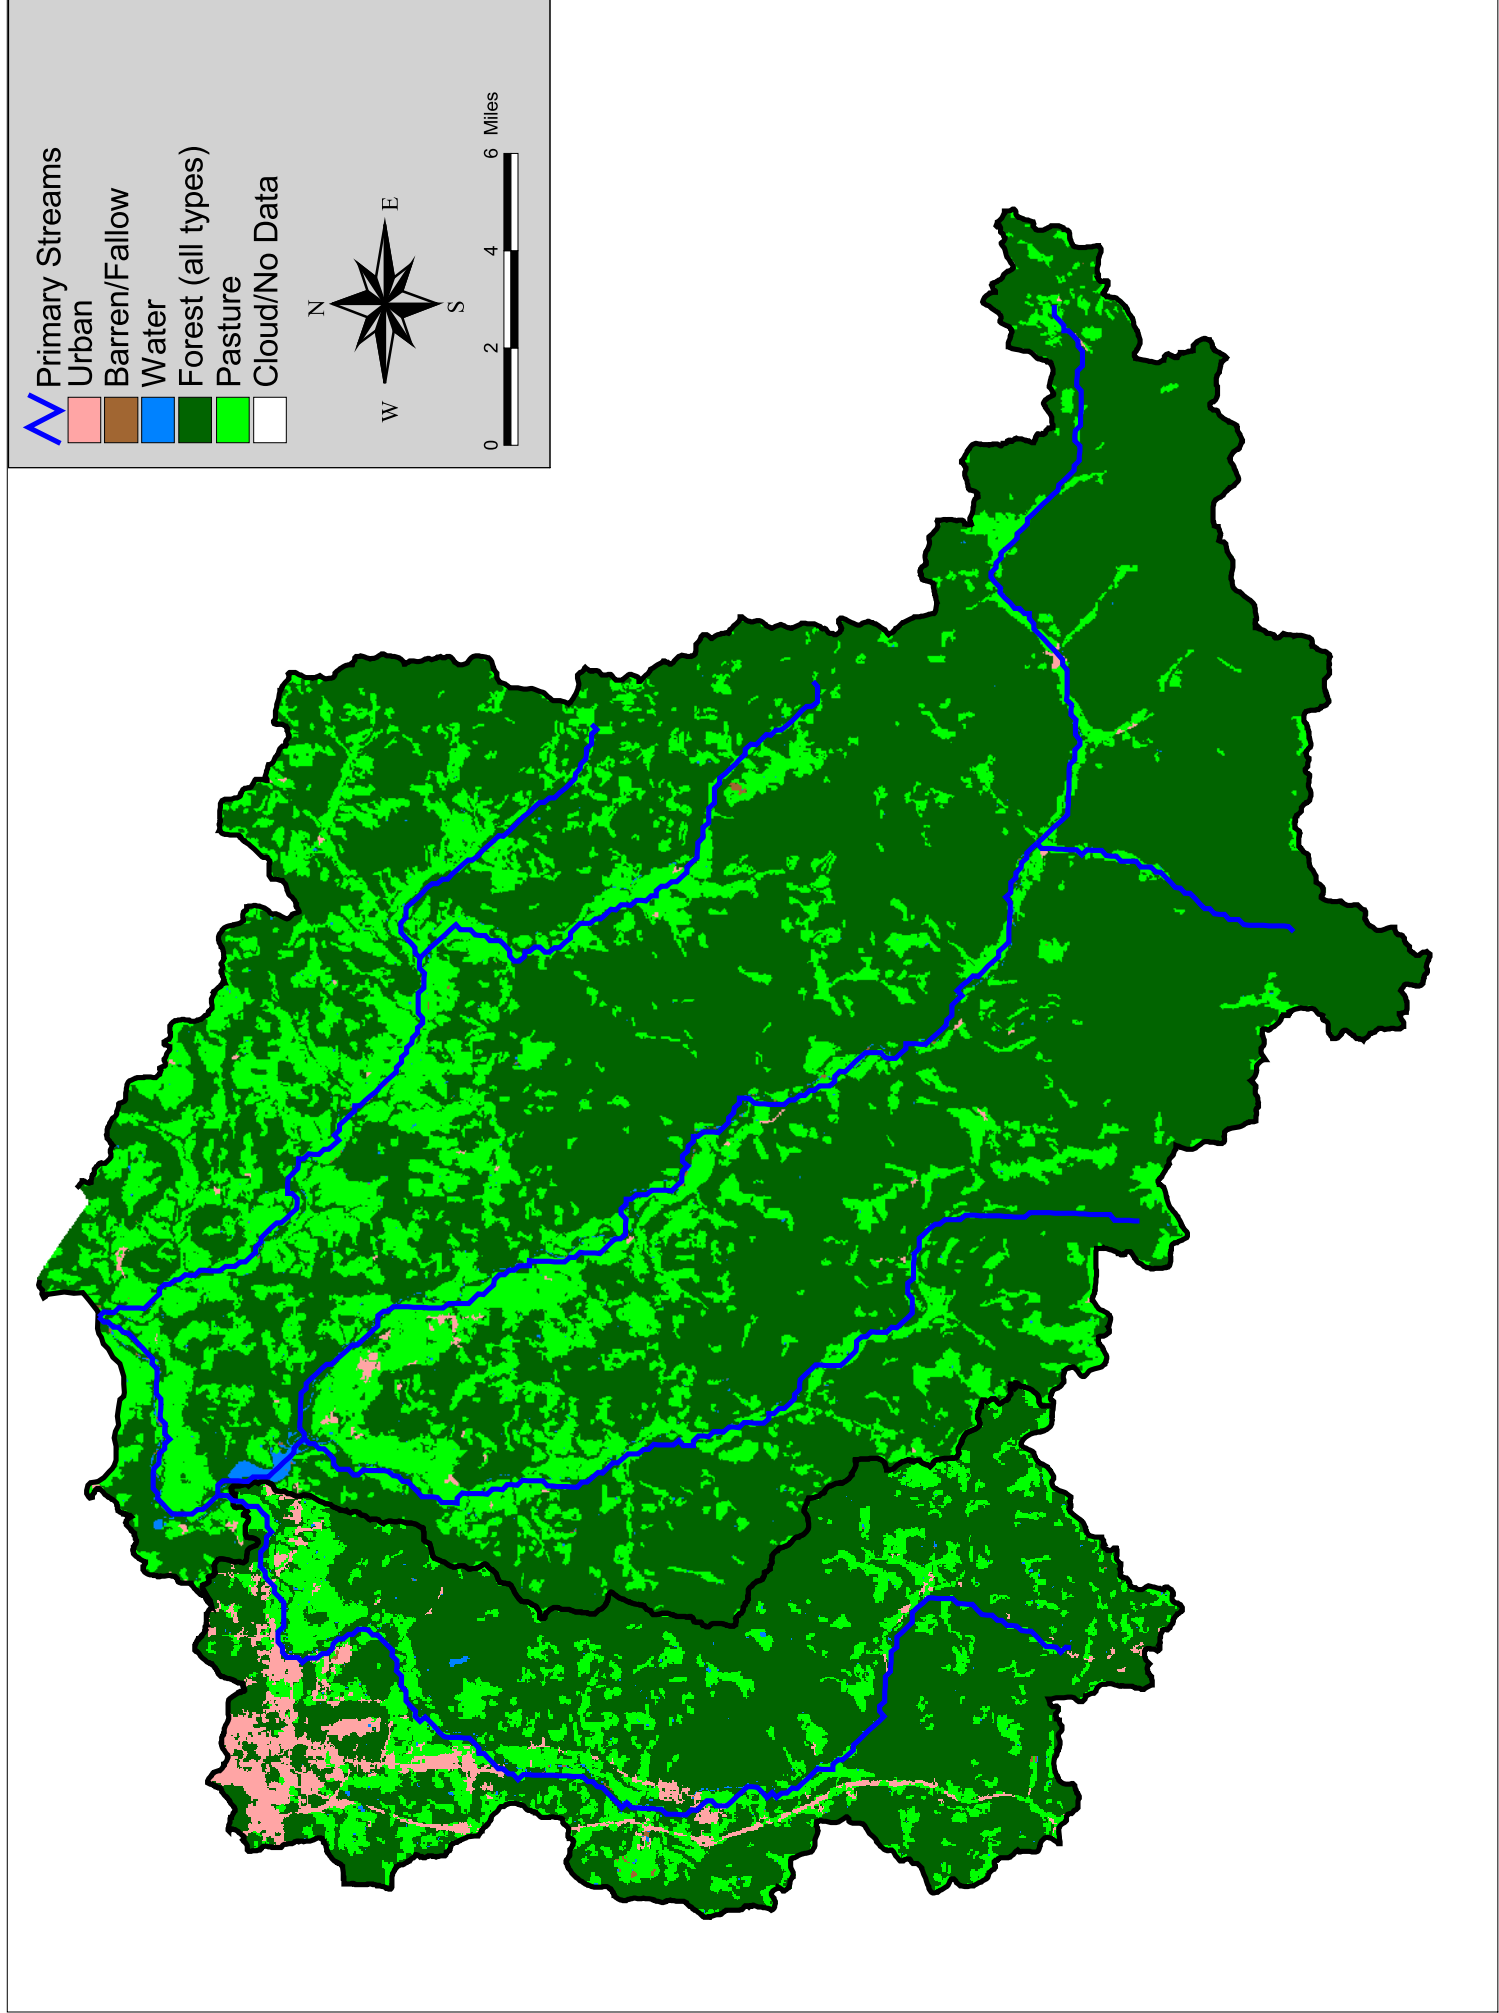 Primary Streams
Urban
Barren/Fallow
Water
Forest (all types)
Pasture
Cloud/No Data
N
W
E
S
0 2 4 6 Miles